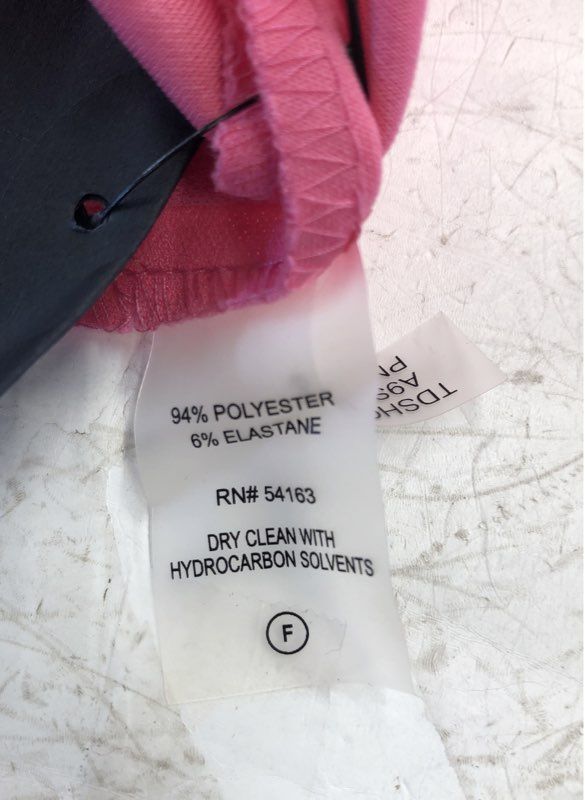 94% POLYESTER
6% ELASTANE
RN# 54163
DRY CLEAN WITH
HYDROCARBON SOLVENTS
F